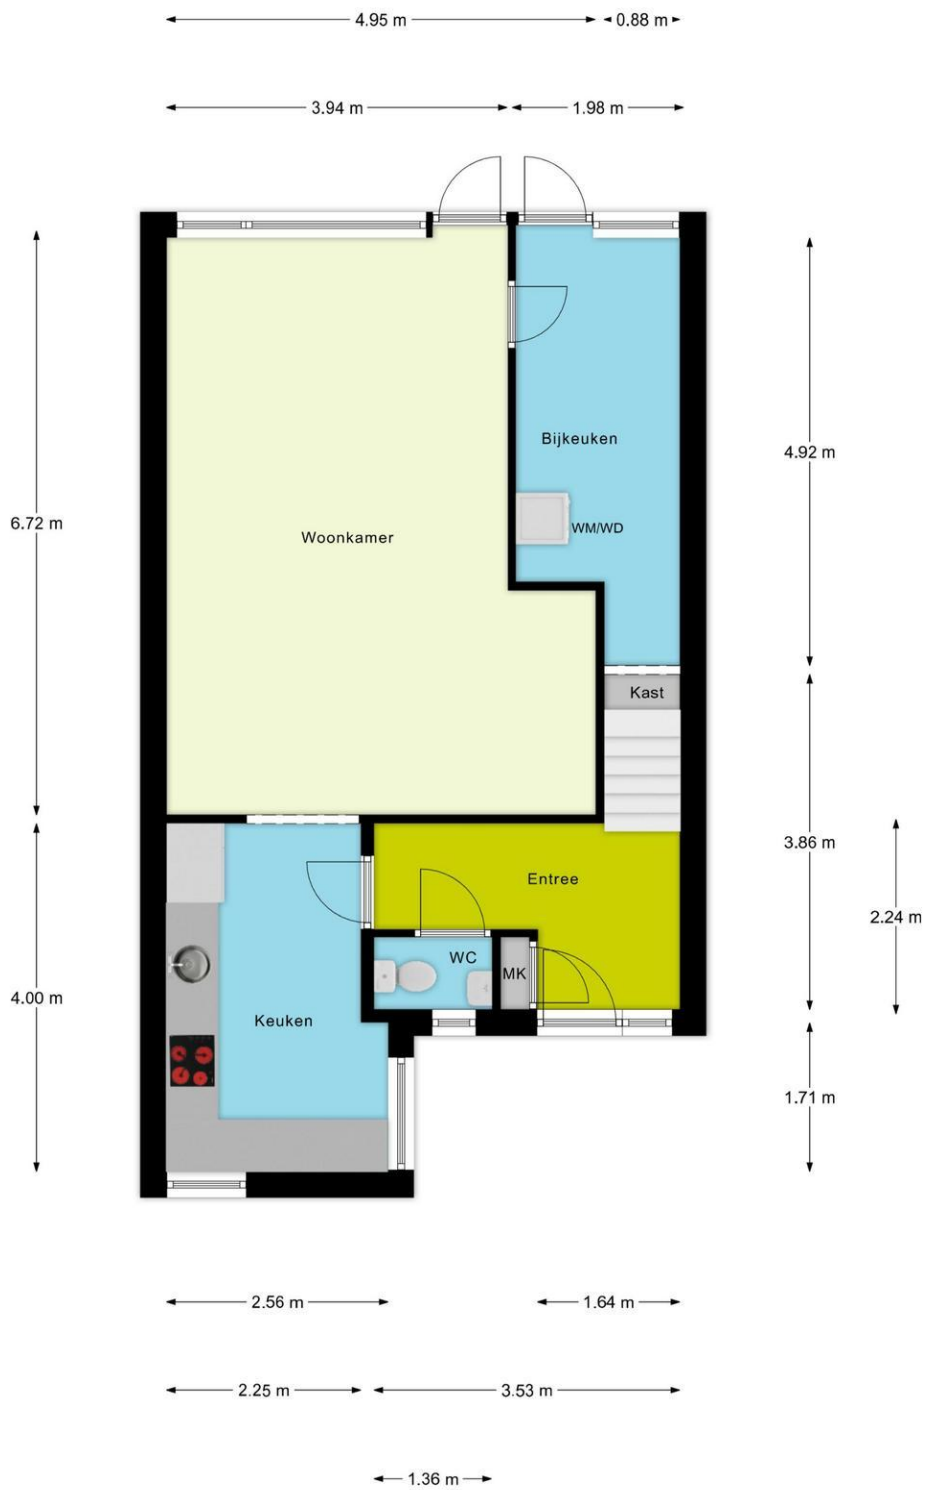 4.95 m
0.88 m
3.94 m
1.98 m
Bijkeuken
4.92 m
6.72 m
WM/WD
Woonkamer
Kast
3.86 m
Entree
2.24 m
WC
MK
4.00 m
Keuken
1.71 m
2.56 m
1.64 m
2.25 m
3.53 m
1.36 m